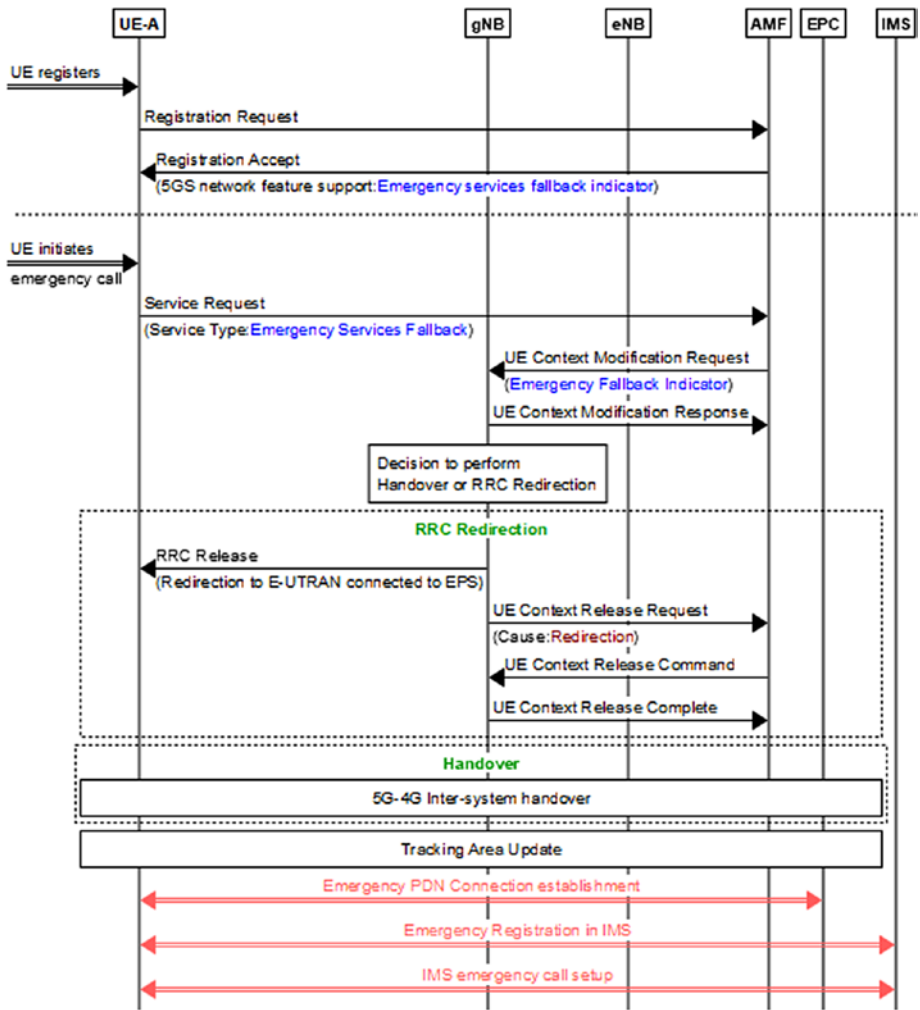 UE-A
gNB
eNB
AMF
EPC
IMS
UE registers
Registration Request
Registration Accept
(5GS network feature support:Emergency services fallback indicator)
UE initiates
emergency call
Service Request
(Service Type:Emergency Services Fallback)
UE Context Modification Request
(Emergency Fallback Indicator)
UE Context Modification Response
Decision to perform
Handover or RRC Redirection
RRC Redirection
RRC Release
(Redirection to E-UTRAN connected to EPS)
UE Context Release Request
(Cause:Redirection)
UE Context Release Command
UE Context Release Complete
Handover
5G-4G Inter-system handover
Tracking Area Update
Emergency PDN Connection establishment
Emergency Registration in IMS
IMS emergency call setup